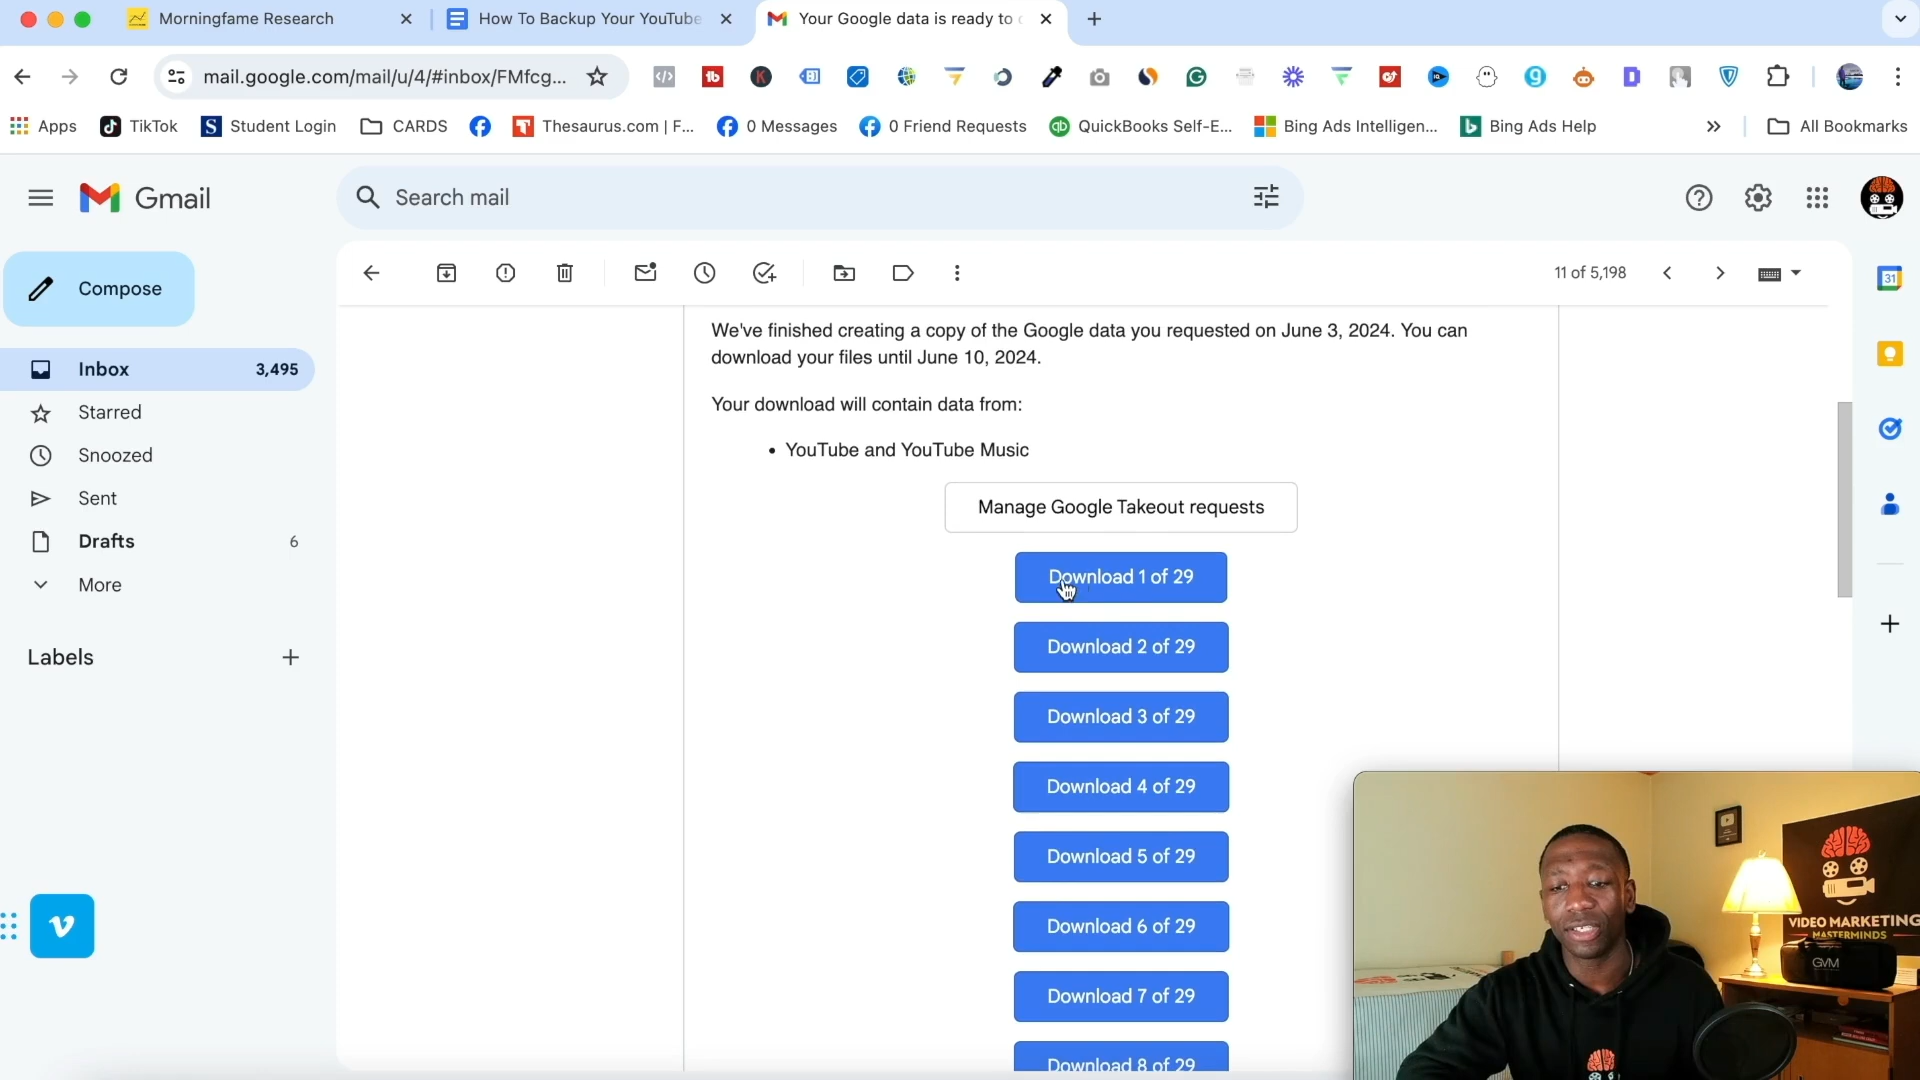 Morningfame Research
How To Backup Your YouTube
Your Google data is ready to
mail.google.com/mail/u/4/#inbox/FMfcg...
Apps
TikTok
Student Login
CARDS
Thesaurus.com | F...
0 Messages
0 Friend Requests
QuickBooks Self-E...
Bing Ads Intelligen...
Bing Ads Help
All Bookmarks
Gmail
Search mail
Compose
11 of 5,198
Inbox 3,495
Starred
Snoozed
Sent
Drafts 6
More
Labels
We've finished creating a copy of the Google data you requested on June 3, 2024. You can
download your files until June 10, 2024.
Your download will contain data from:
• YouTube and YouTube Music
Manage Google Takeout requests
Download 1 of 29
Download 2 of 29
Download 3 of 29
Download 4 of 29
Download 5 of 29
Download 6 of 29
Download 7 of 29
Download 8 of 29
31
VIDEO MARKETING
MASTERMINDS
GVM